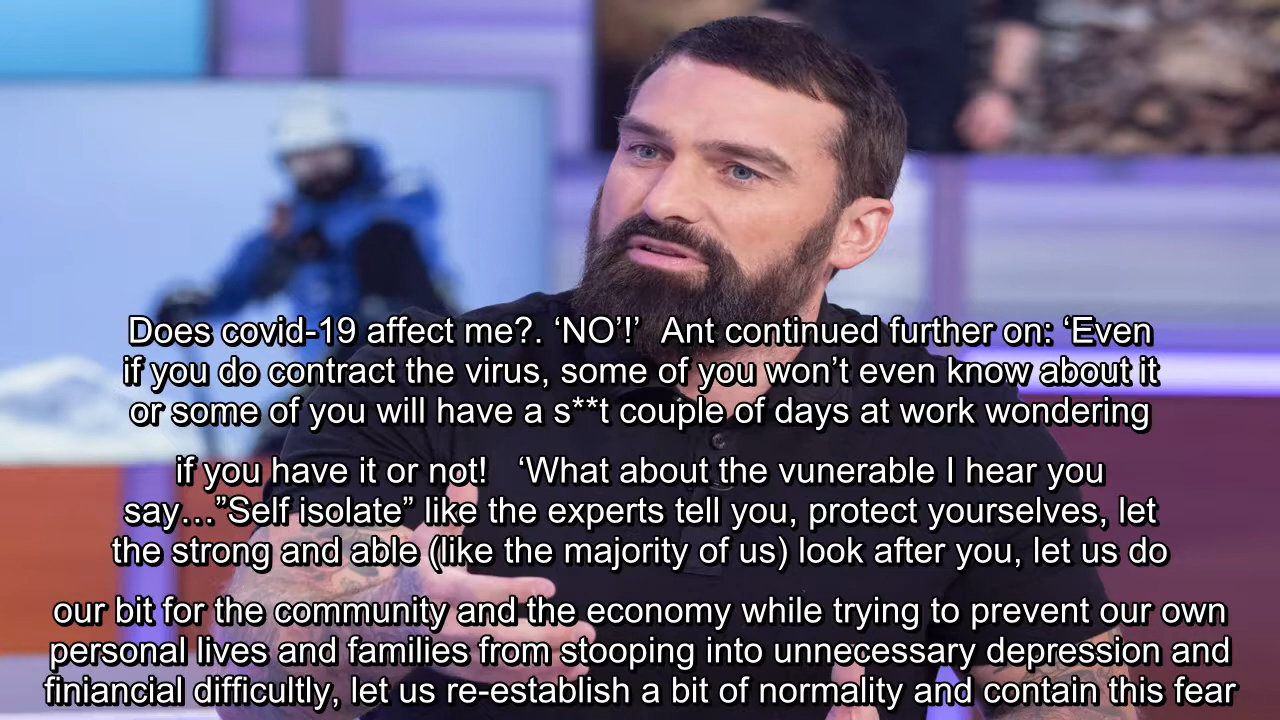 Does covid-19 affect me?. ‘NO’!’  Ant continued further on: ‘Even
if you do contract the virus, some of you won’t even know about it
or some of you will have a s**t couple of days at work wondering
if you have it or not!  ‘What about the vunerable I hear you
say…”Self isolate” like the experts tell you, protect yourselves, let
the strong and able (like the majority of us) look after you, let us do
our bit for the community and the economy while trying to prevent our own
personal lives and families from stooping into unnecessary depression and
finiancial difficultly, let us re-establish a bit of normality and contain this fear